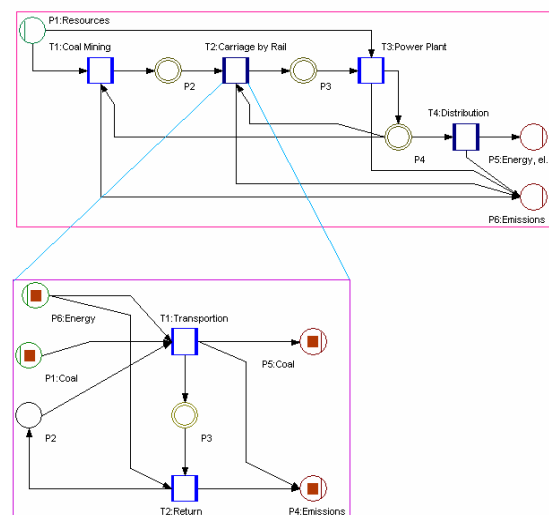 P1:Resources
T1:Coal Mining
T2:Carriage by Rail
T3:Power Plant
P2
P3
T4:Distribution
P4
P5:Energy, el.
P6:Emissions
P6:Energy
T1:Transportion
P5:Coal
P1:Coal
P2
P3
T2:Return
P4:Emissions